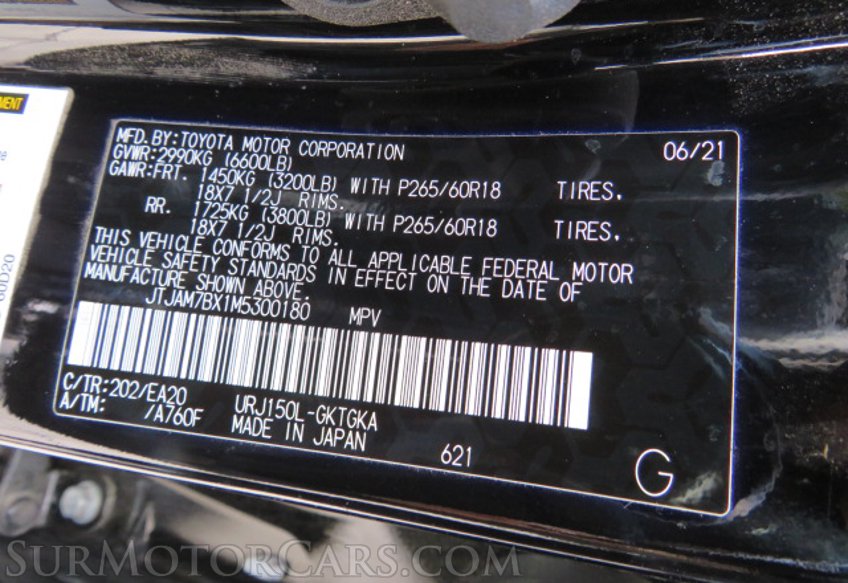 MENT
60D20
MFD.BY:TOYOTA MOTOR CORPORATION 06/21
GVWR:2990KG (6600LB)
GAWR:FRT. 1450KG (3200LB) WITH P265/60R18 TIRES.
18X7 1/2J RIMS.
RR. 1725KG (3800LB) WITH P265/60R18 TIRES.
18X7 1/2J RIMS.
THIS VEHICLE CONFORMS TO ALL APPLICABLE FEDERAL MOTOR
VEHICLE SAFETY STANDARDS IN EFFECT ON THE DATE OF
MANUFACTURE SHOWN ABOVE.
JTJAM7BX1M5300180 MPV
C/TR:202/EA20 URJ150L-GKTGKA
A/TM: /A760F MADE IN JAPAN
621 G
SURMOTORCARS.COM